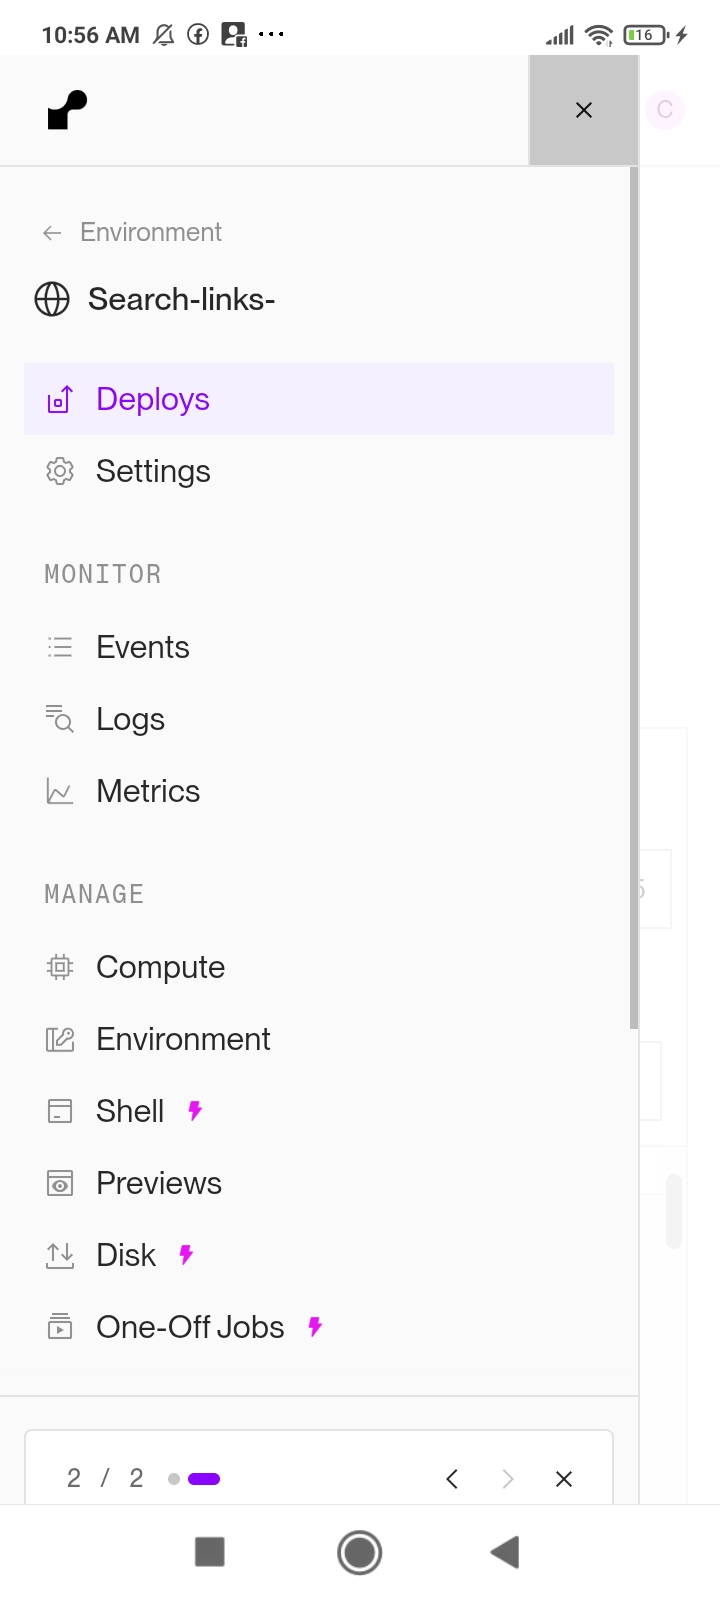 10:56 AM
16
C
Environment
Search-links-
Deploys
Settings
MONITOR
Events
Logs
Metrics
MANAGE
Compute
Environment
Shell
Previews
Disk
One-Off Jobs
2 / 2